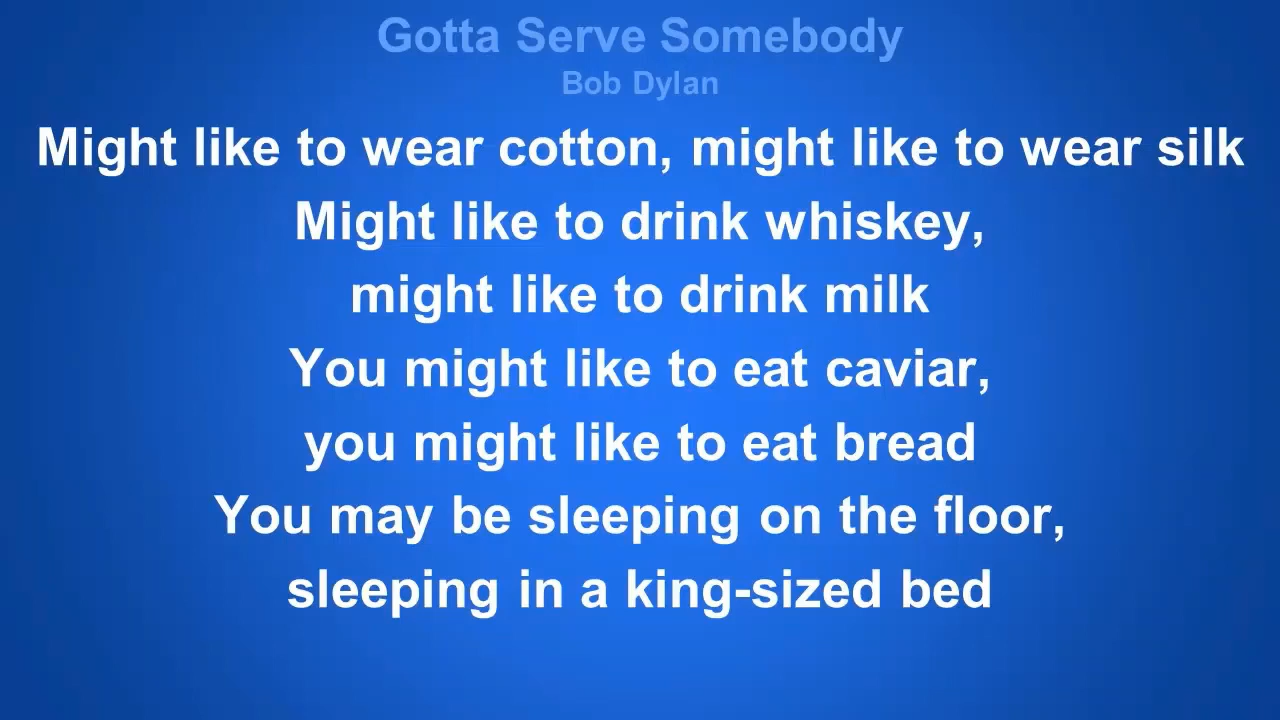 Gotta Serve Somebody
Bob Dylan
Might like to wear cotton, might like to wear silk
Might like to drink whiskey,
might like to drink milk
You might like to eat caviar,
you might like to eat bread
You may be sleeping on the floor,
sleeping in a king-sized bed